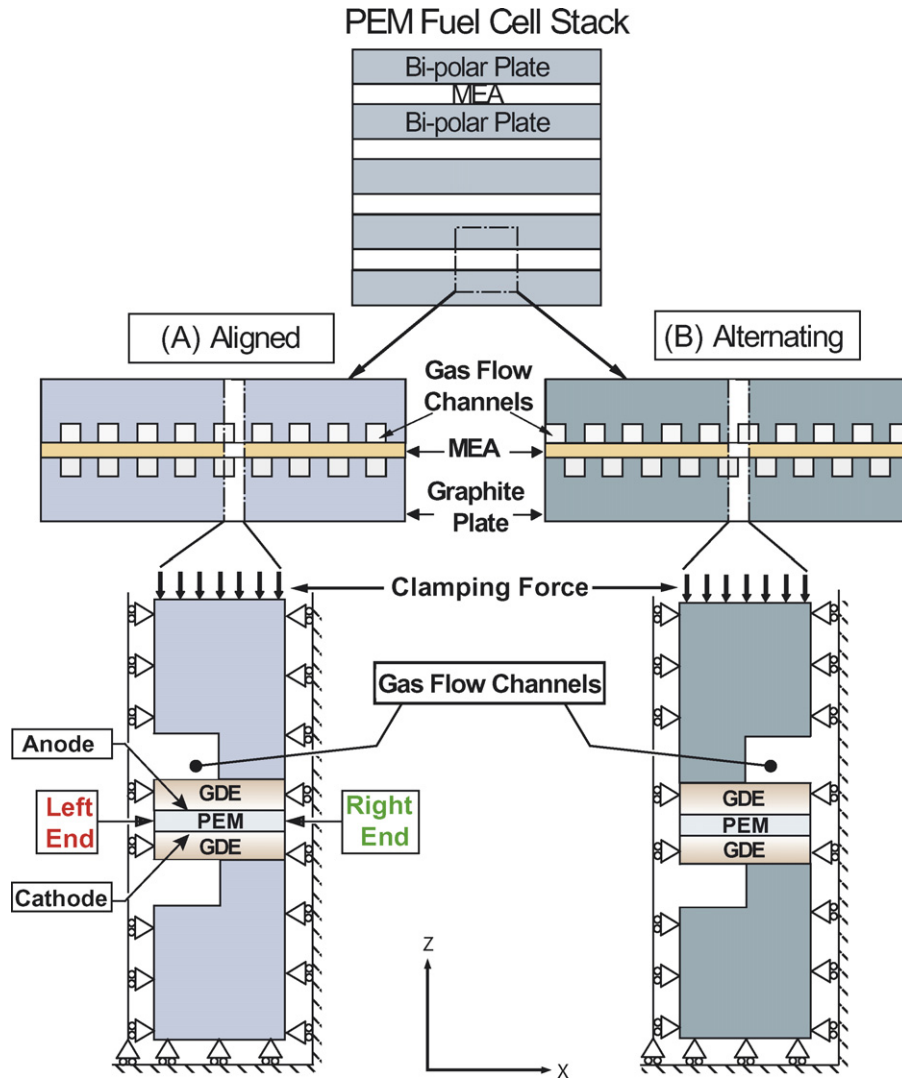 PEM Fuel Cell Stack
Bi-polar Plate
MEA
Bi-polar Plate
(A) Aligned
(B) Alternating
Gas Flow
Channels
MEA
Graphite
Plate
Clamping Force
Gas Flow Channels
Anode
GDE
PEM
GDE
Left
End
Right
End
Cathode
GDE
PEM
GDE
Z
X